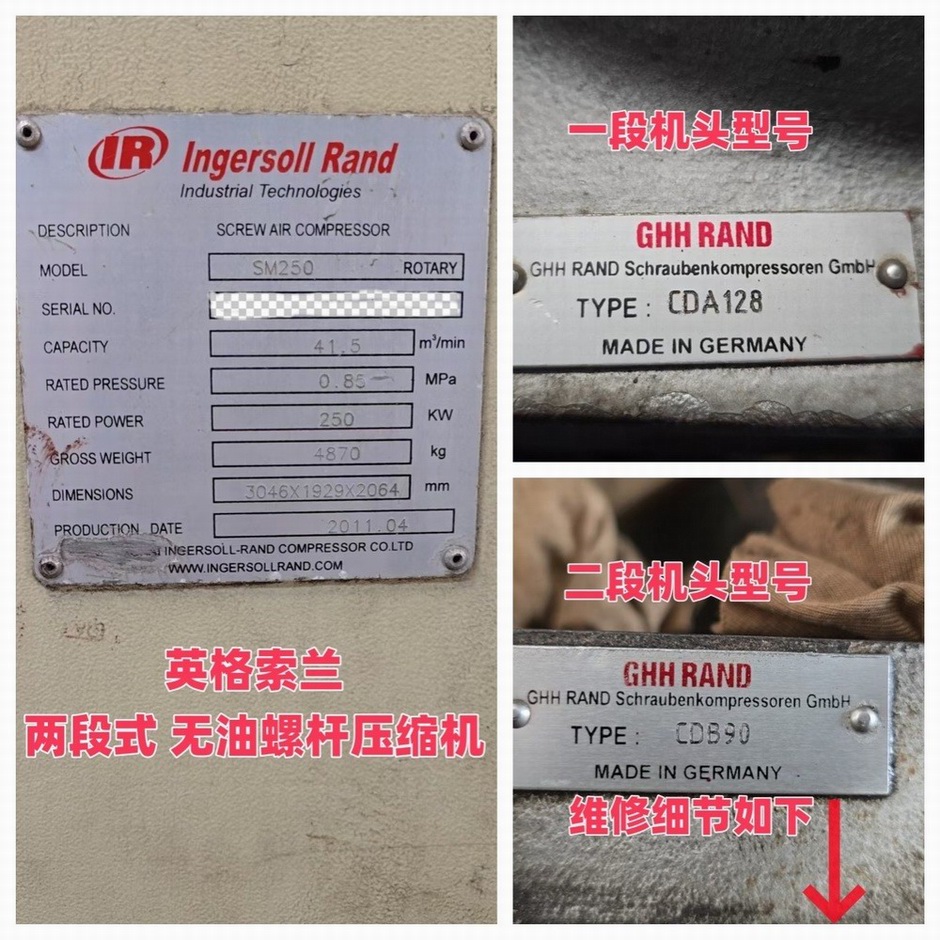 IR Ingersoll Rand
Industrial Technologies
DESCRIPTION SCREW AIR COMPRESSOR
MODEL SM250 ROTARY
SERIAL NO.
CAPACITY 41.5 m³/min
RATED PRESSURE 0.85 MPa
RATED POWER 250 KW
GROSS WEIGHT 4870 kg
DIMENSIONS 3046X1929X2064 mm
PRODUCTION DATE 2011.04
INGERSOLL-RAND COMPRESSOR CO.LTD
WWW.INGERSOLLRAND.COM
英格索兰
两段式 无油螺杆压缩机
一段机头型号
GHH RAND
GHH RAND Schraubenkompressoren GmbH
TYPE : CDA128
MADE IN GERMANY
二段机头型号
GHH RAND
GHH RAND Schraubenkompressoren GmbH
TYPE : CDB90
MADE IN GERMANY
维修细节如下